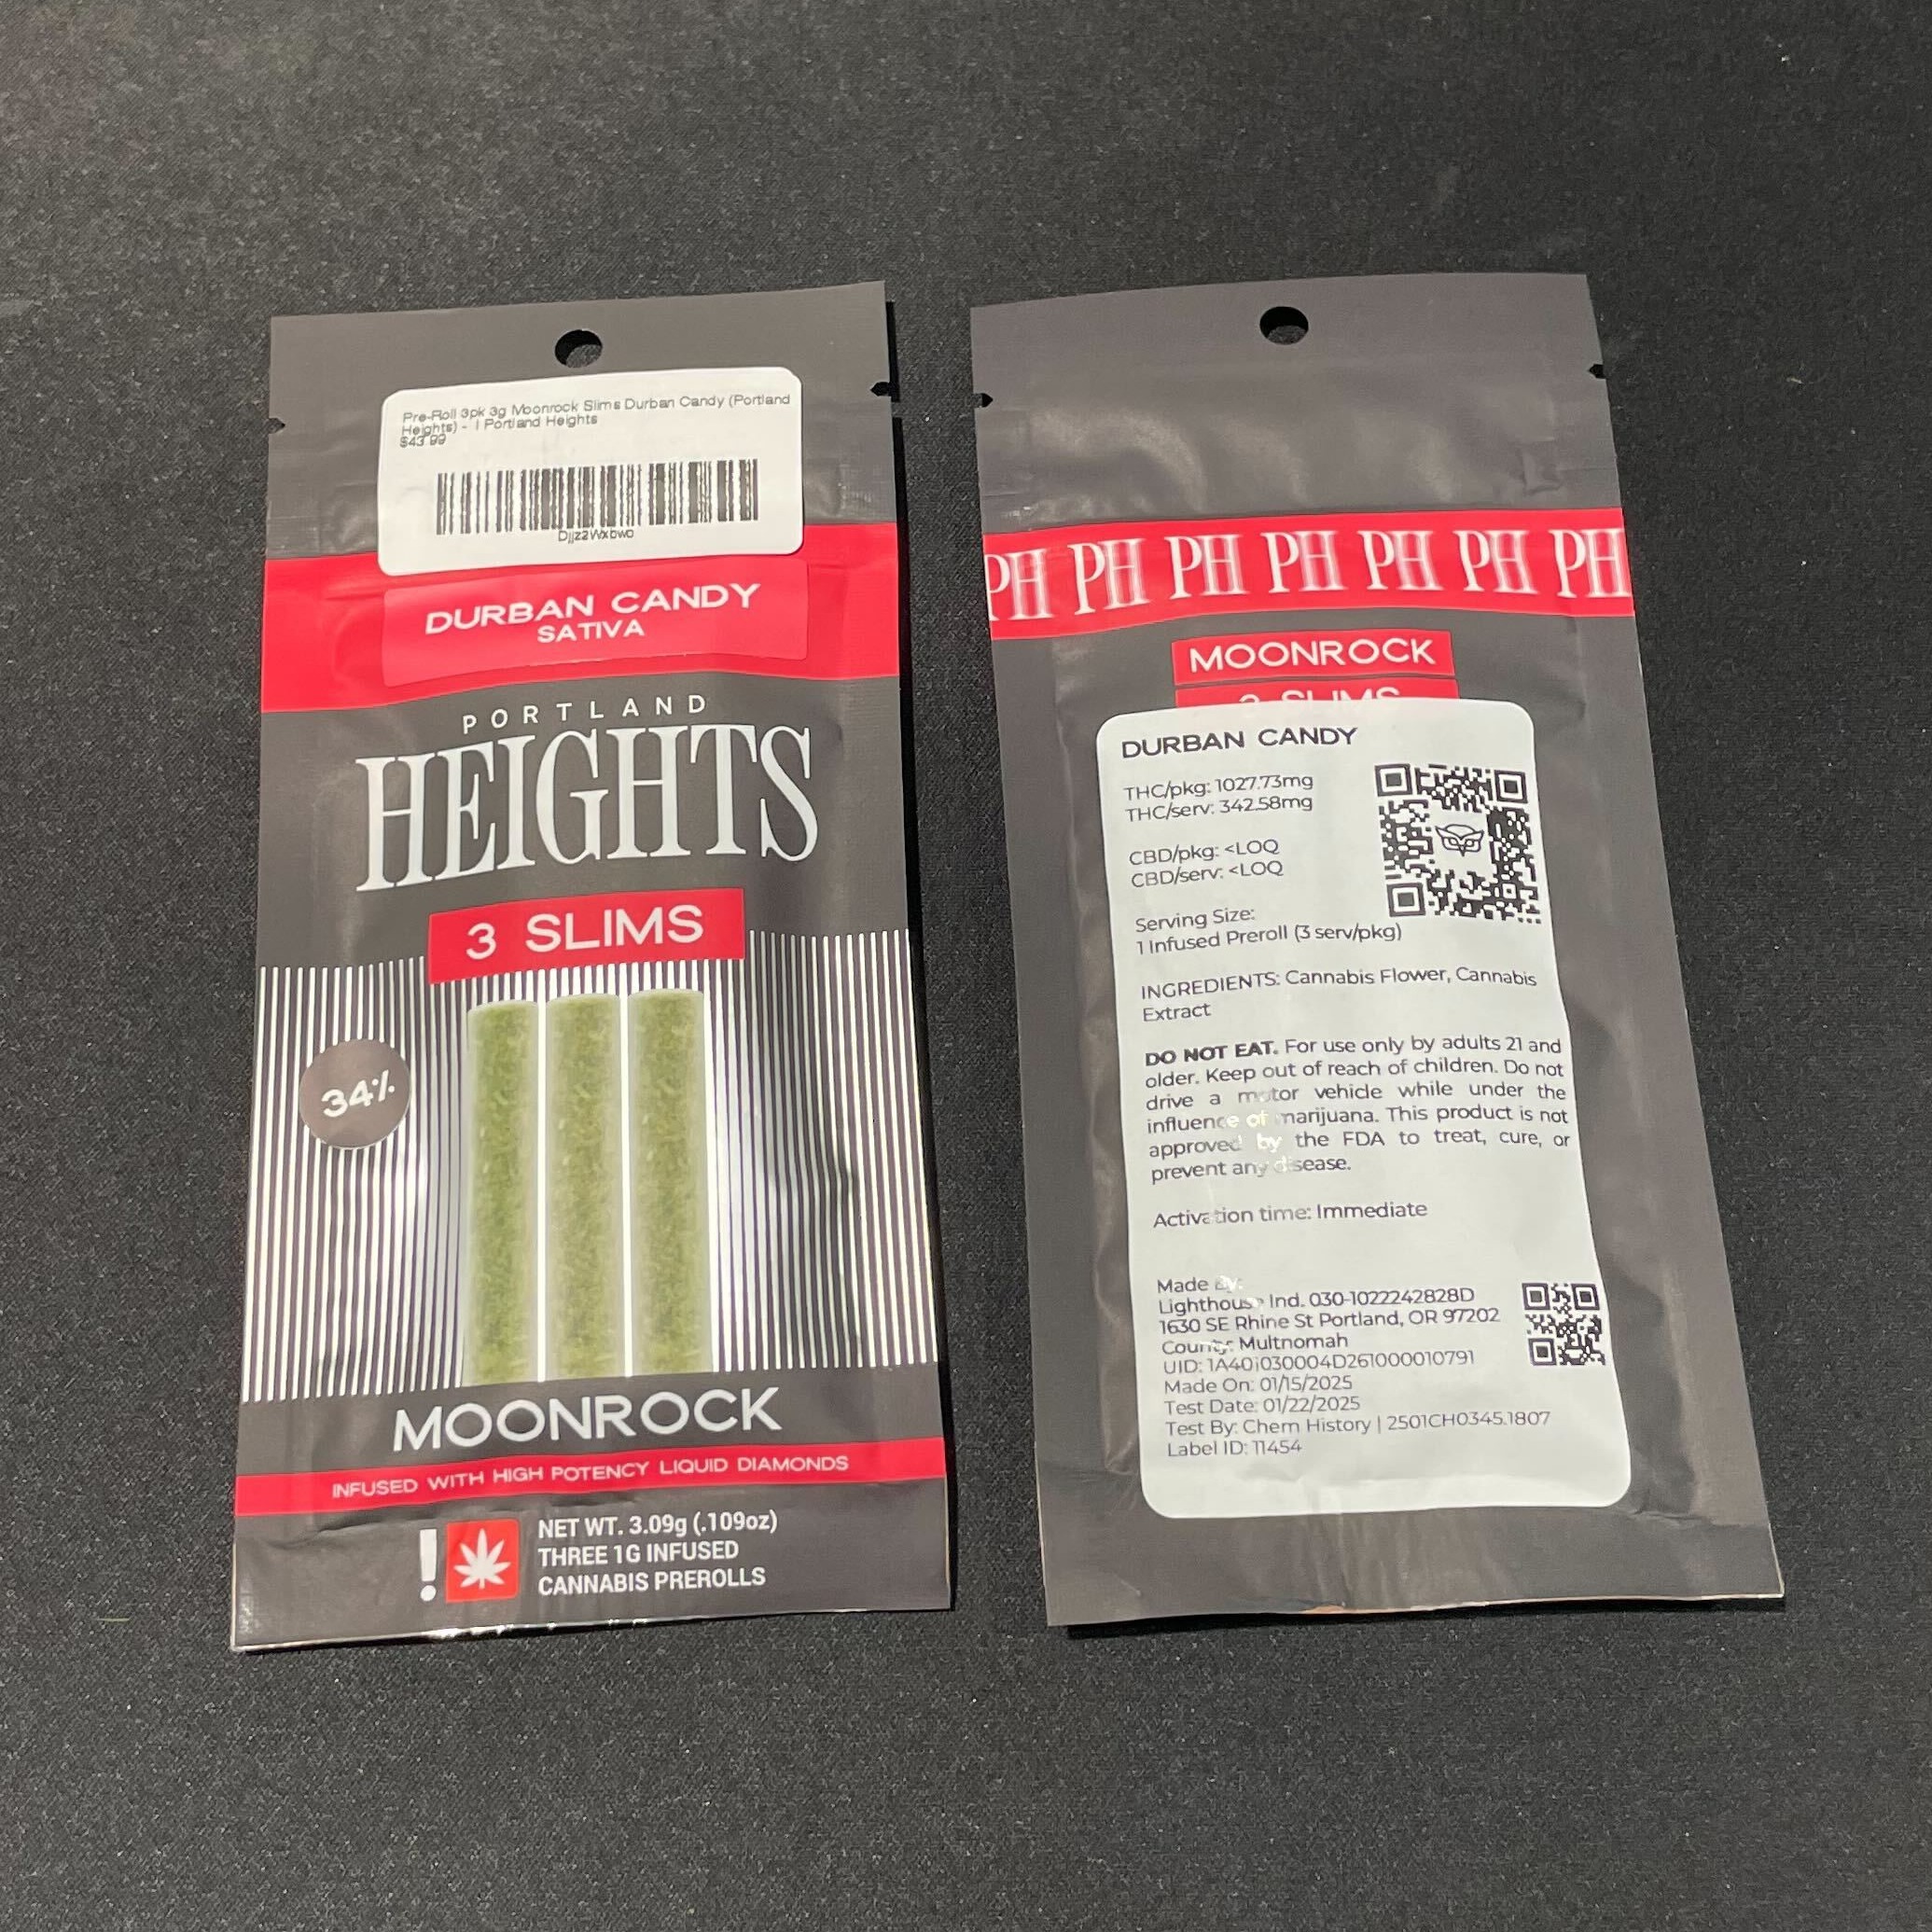 Pre-Roll 3pk 3g Moonrock Slims Durban Candy (Portland
Heights) - | Portland Heights
$43.99
Djjz2Wxbwo
DURBAN CANDY
SATIVA
PORTLAND
HEIGHTS
3 SLIMS
34%
MOONROCK
INFUSED WITH HIGH POTENCY LIQUID DIAMONDS
!
NET WT. 3.09g (.109oz)
THREE 1G INFUSED
CANNABIS PREROLLS
PH PH PH PH PH PH PH
MOONROCK
3 SLIMS
DURBAN CANDY
THC/pkg: 1027.73mg
THC/serv: 342.58mg
CBD/pkg: <LOQ
CBD/serv: <LOQ
Serving Size:
1 Infused Preroll (3 serv/pkg)
INGREDIENTS: Cannabis Flower, Cannabis
Extract
DO NOT EAT. For use only by adults 21 and
older. Keep out of reach of children. Do not
drive a motor vehicle while under the
influence of marijuana. This product is not
approved by the FDA to treat, cure, or
prevent any disease.
Activation time: Immediate
Made By:
Lighthouse Ind. 030-1022242828D
1630 SE Rhine St Portland, OR 97202
County: Multnomah
UID: 1A40j030004D261000010791
Made On: 01/15/2025
Test Date: 01/22/2025
Test By: Chem History | 2501CH0345.1807
Label ID: 11454